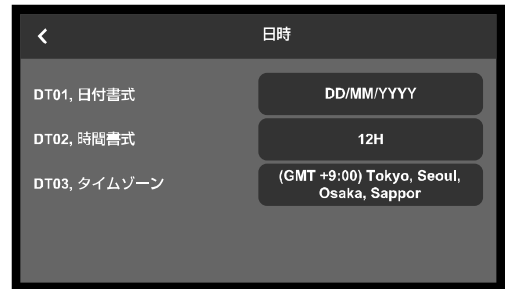 日時
DT01, 日付書式
DD/MM/YYYY
DT02, 時間書式
12H
DT03, タイムゾーン
(GMT +9:00) Tokyo, Seoul,
Osaka, Sappor